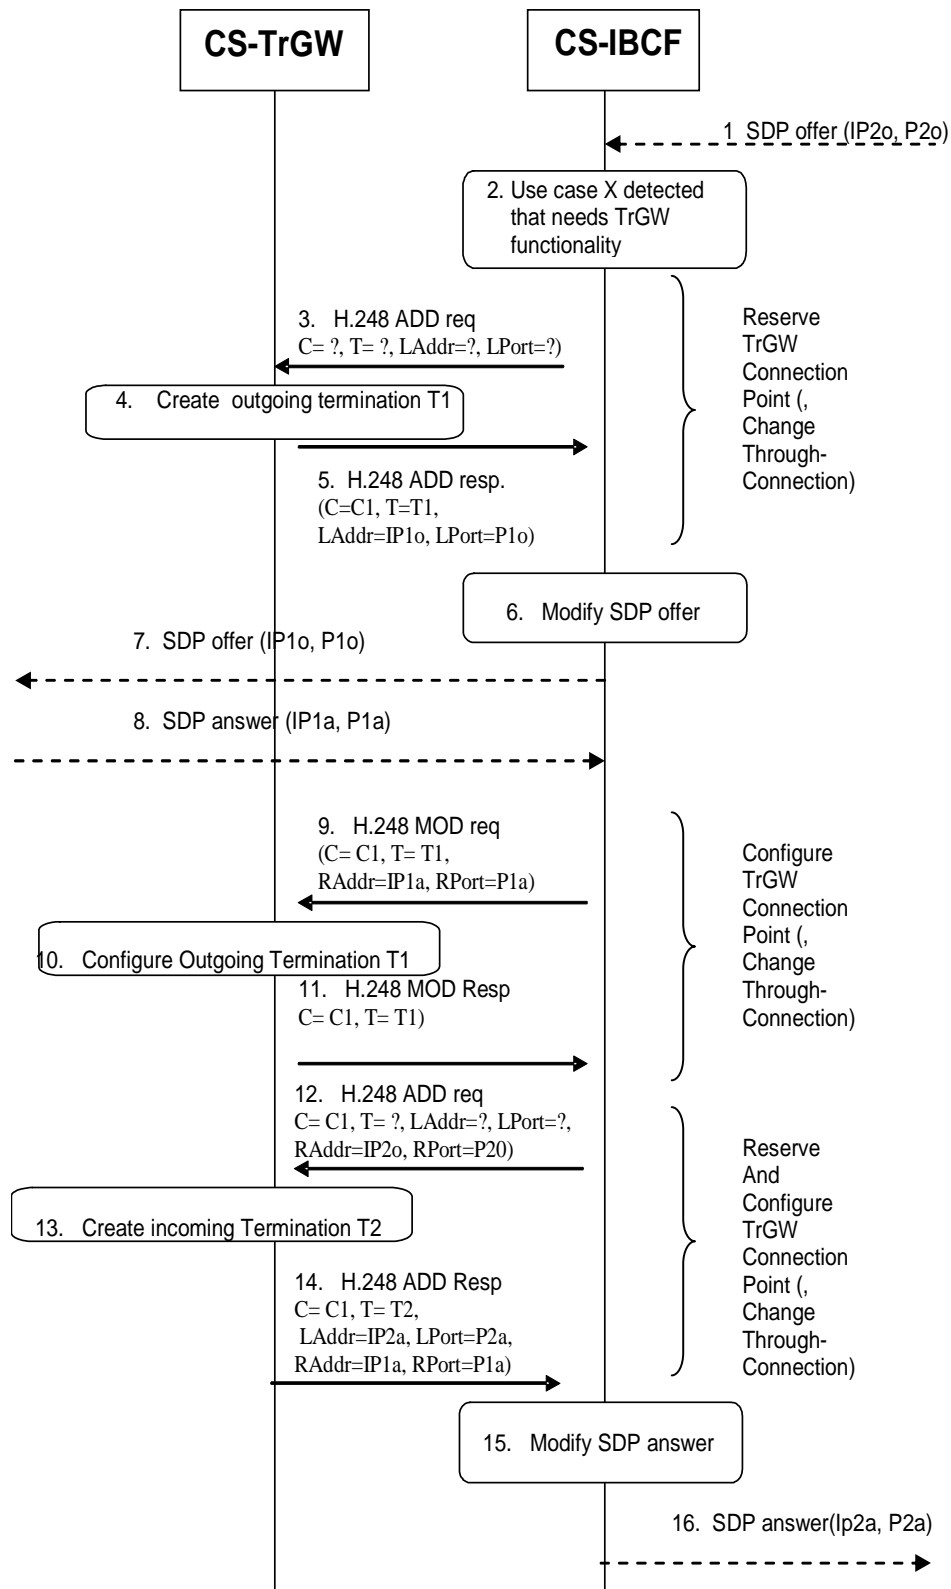 CS-TrGW
CS-IBCF
1 SDP offer (IP2o, P2o)
2. Use case X detected
that needs TrGW
functionality
3. H.248 ADD req
C= ?, T= ?, LAddr=?, LPort=?)
Reserve
TrGW
Connection
Point (,
Change
Through-
Connection)
4. Create outgoing termination T1
5. H.248 ADD resp.
(C=C1, T=T1,
LAddr=IP1o, LPort=P1o)
6. Modify SDP offer
7. SDP offer (IP1o, P1o)
8. SDP answer (IP1a, P1a)
9. H.248 MOD req
(C= C1, T= T1,
RAddr=IP1a, RPort=P1a)
Configure
TrGW
Connection
Point (,
Change
Through-
Connection)
10. Configure Outgoing Termination T1
11. H.248 MOD Resp
C= C1, T= T1)
12. H.248 ADD req
C= C1, T= ?, LAddr=?, LPort=?,
RAddr=IP2o, RPort=P20)
Reserve
And
Configure
TrGW
Connection
Point (,
Change
Through-
Connection)
13. Create incoming Termination T2
14. H.248 ADD Resp
C= C1, T= T2,
LAddr=IP2a, LPort=P2a,
RAddr=IP1a, RPort=P1a)
15. Modify SDP answer
16. SDP answer(Ip2a, P2a)